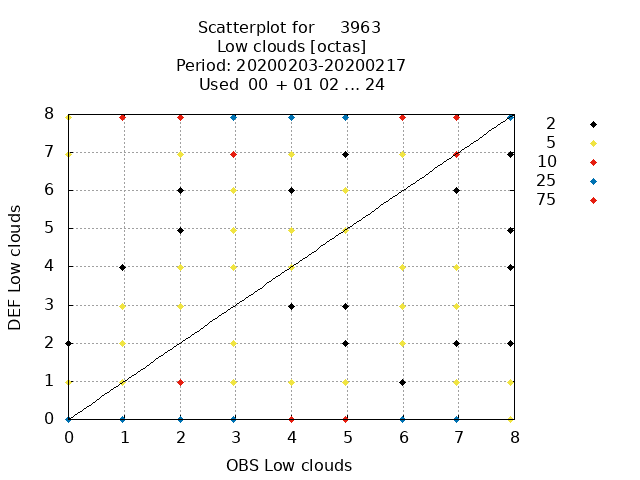 Scatterplot for 3963
Low clouds [octas]
Period: 20200203-20200217
Used 00 + 01 02 ... 24
8
7
6
5
4
3
2
1
0
DEF Low clouds
0 1 2 3 4 5 6 7 8
OBS Low clouds
2
5
10
25
75